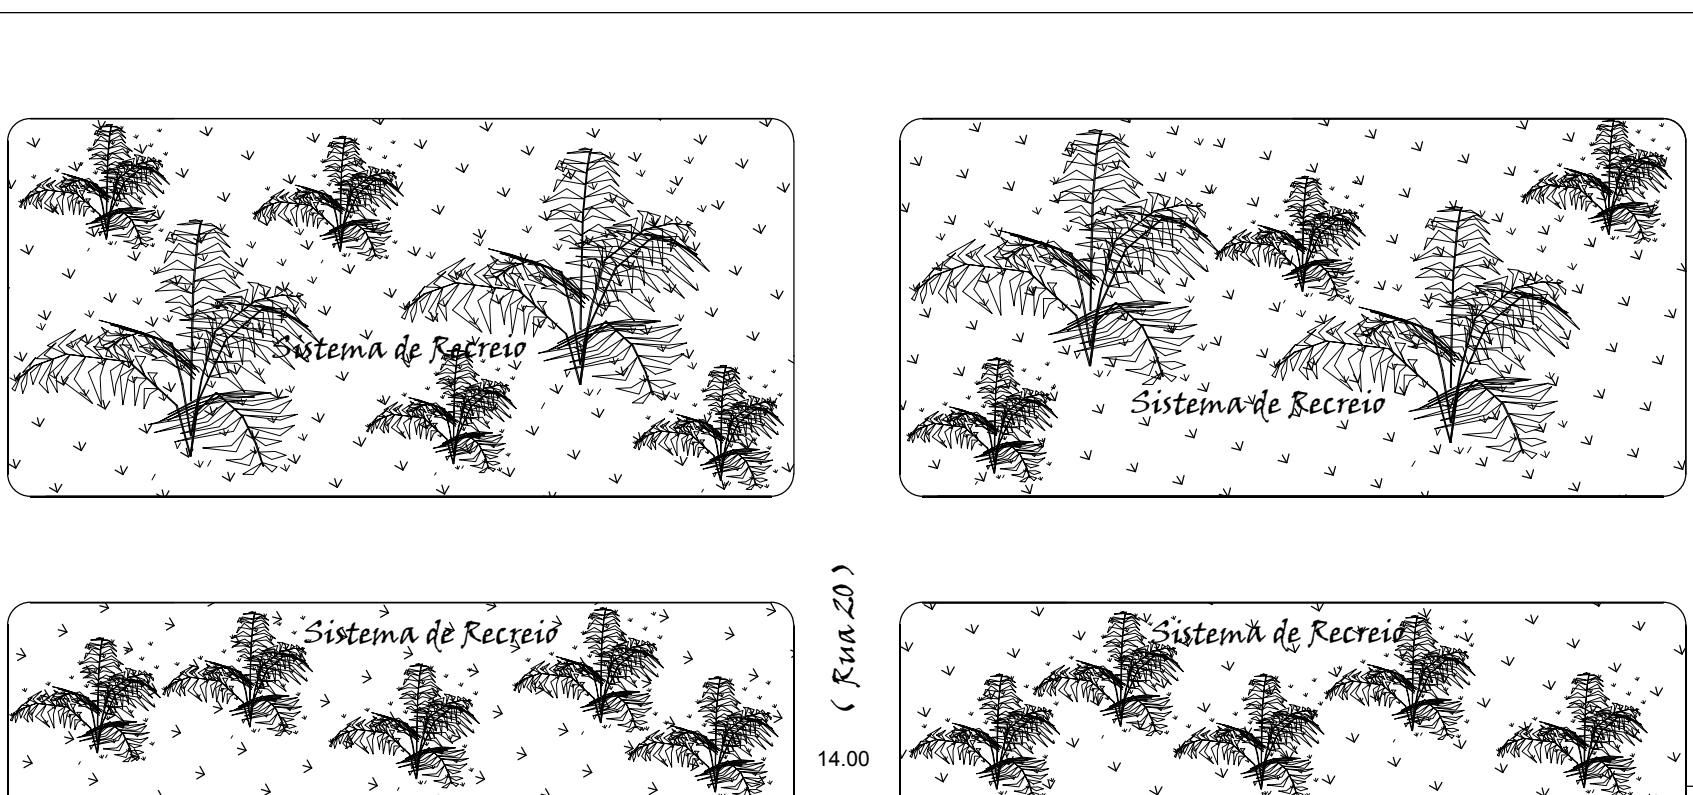 Sistema de Recreio
Sistema de Recreio
Sistema de Recreio
( Rua 20 )
Sistema de Recreio
14.00